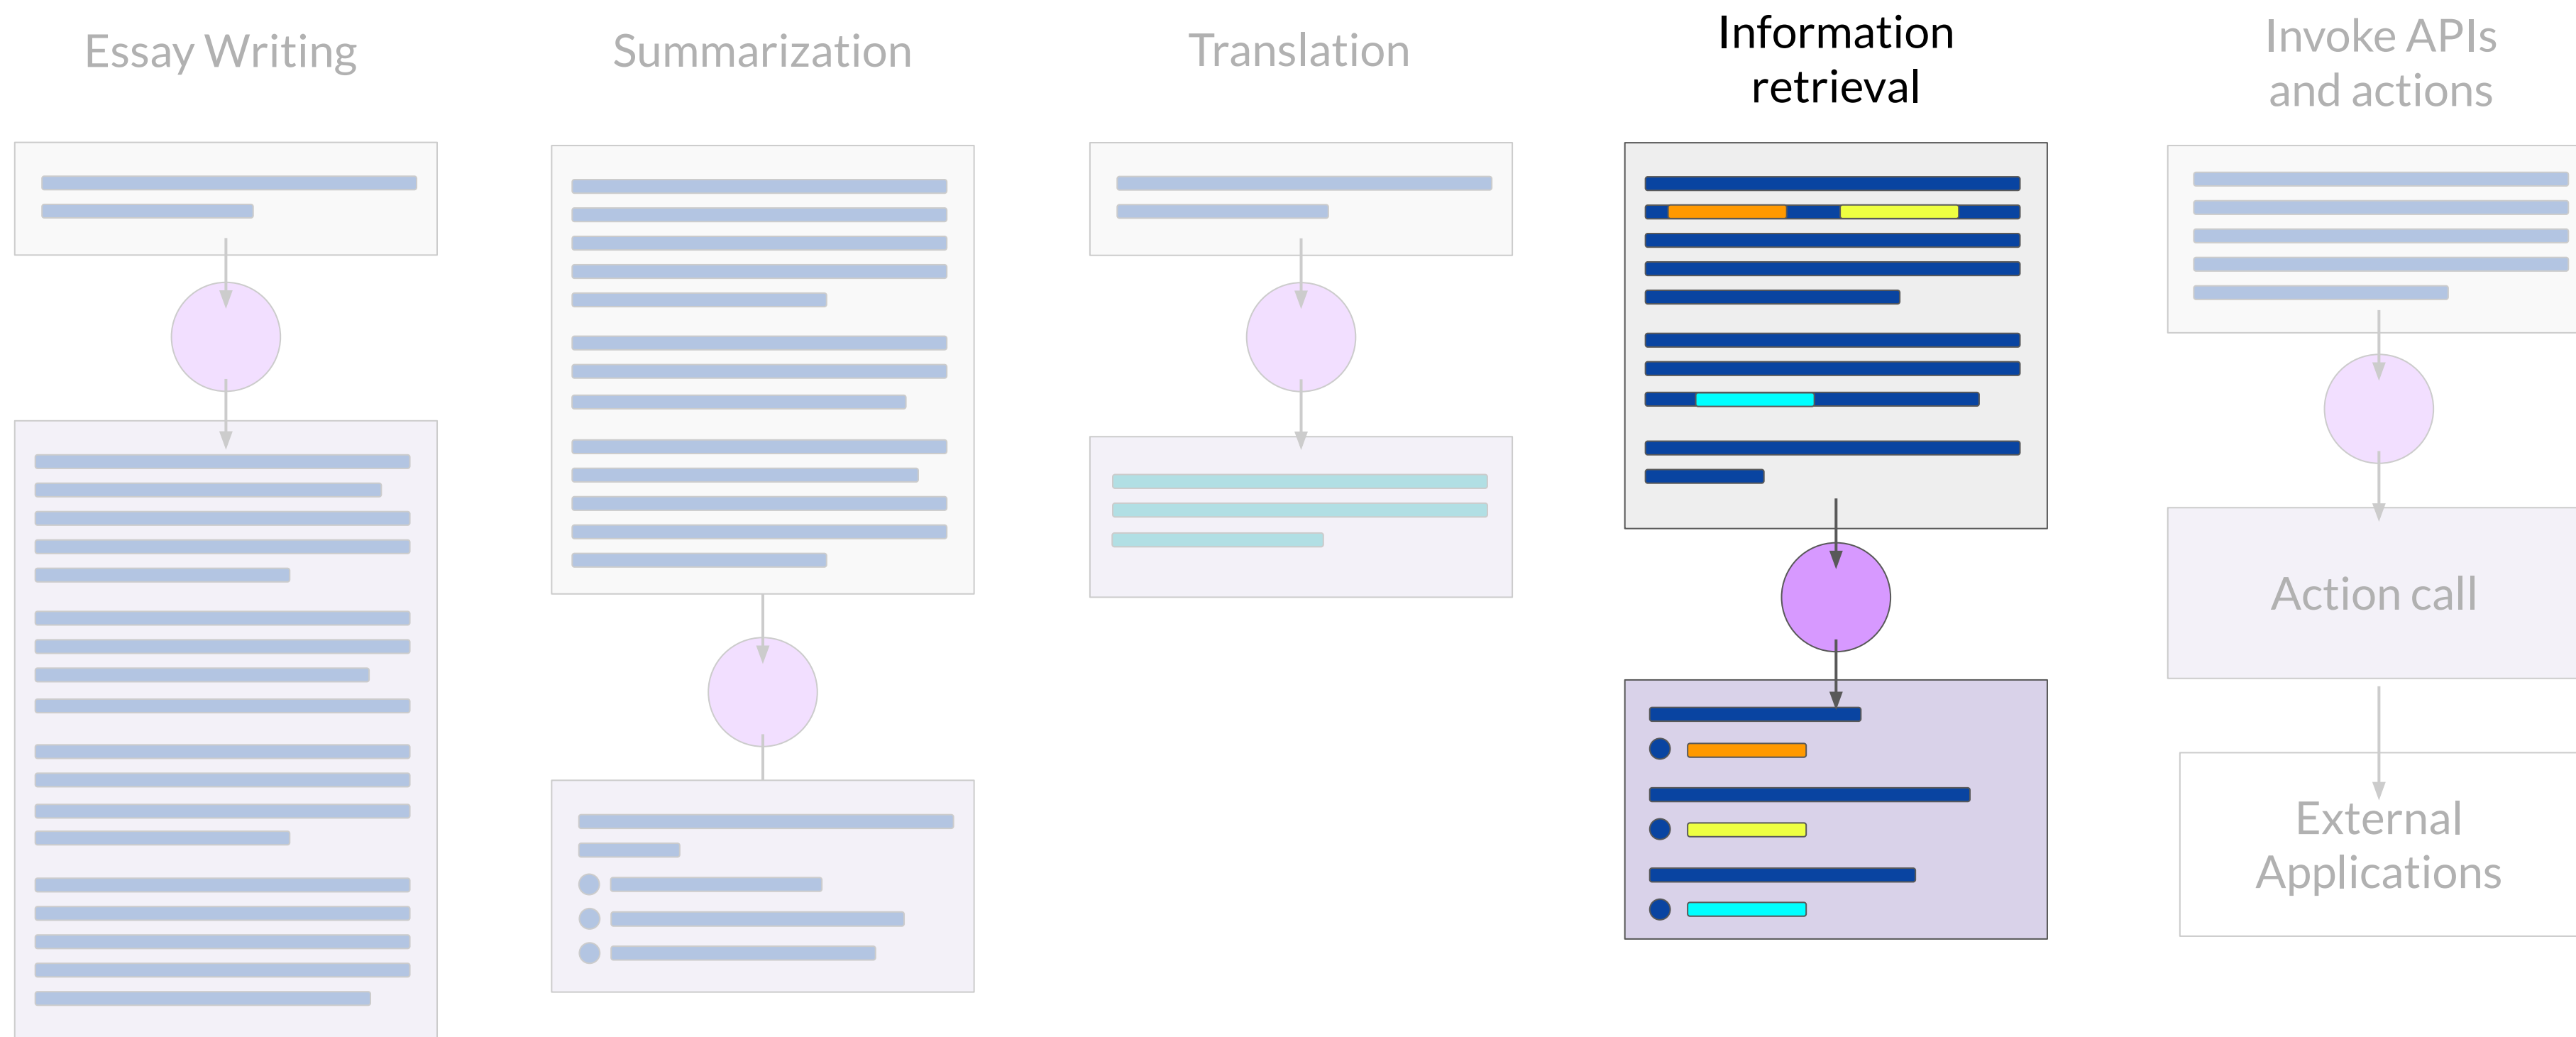 Essay Writing
Summarization
Translation
Information
retrieval
Invoke APIs
and actions
Action call
External
Applications